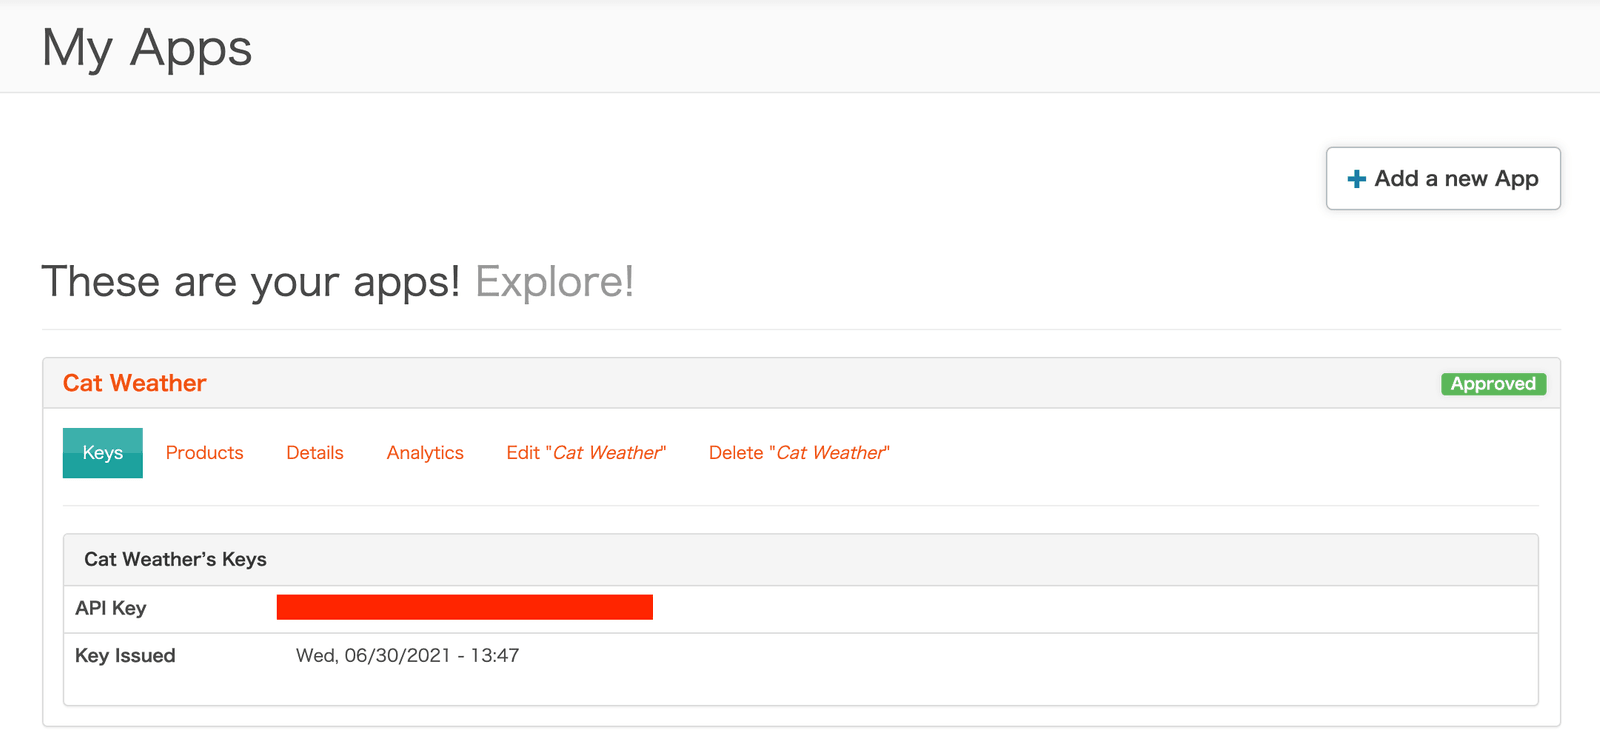 My Apps
Add a new App
These are your apps! Explore!
Cat Weather Approved
Keys Products Details Analytics Edit "Cat Weather" Delete "Cat Weather"
Cat Weather’s Keys
API Key
Key Issued Wed, 06/30/2021 - 13:47